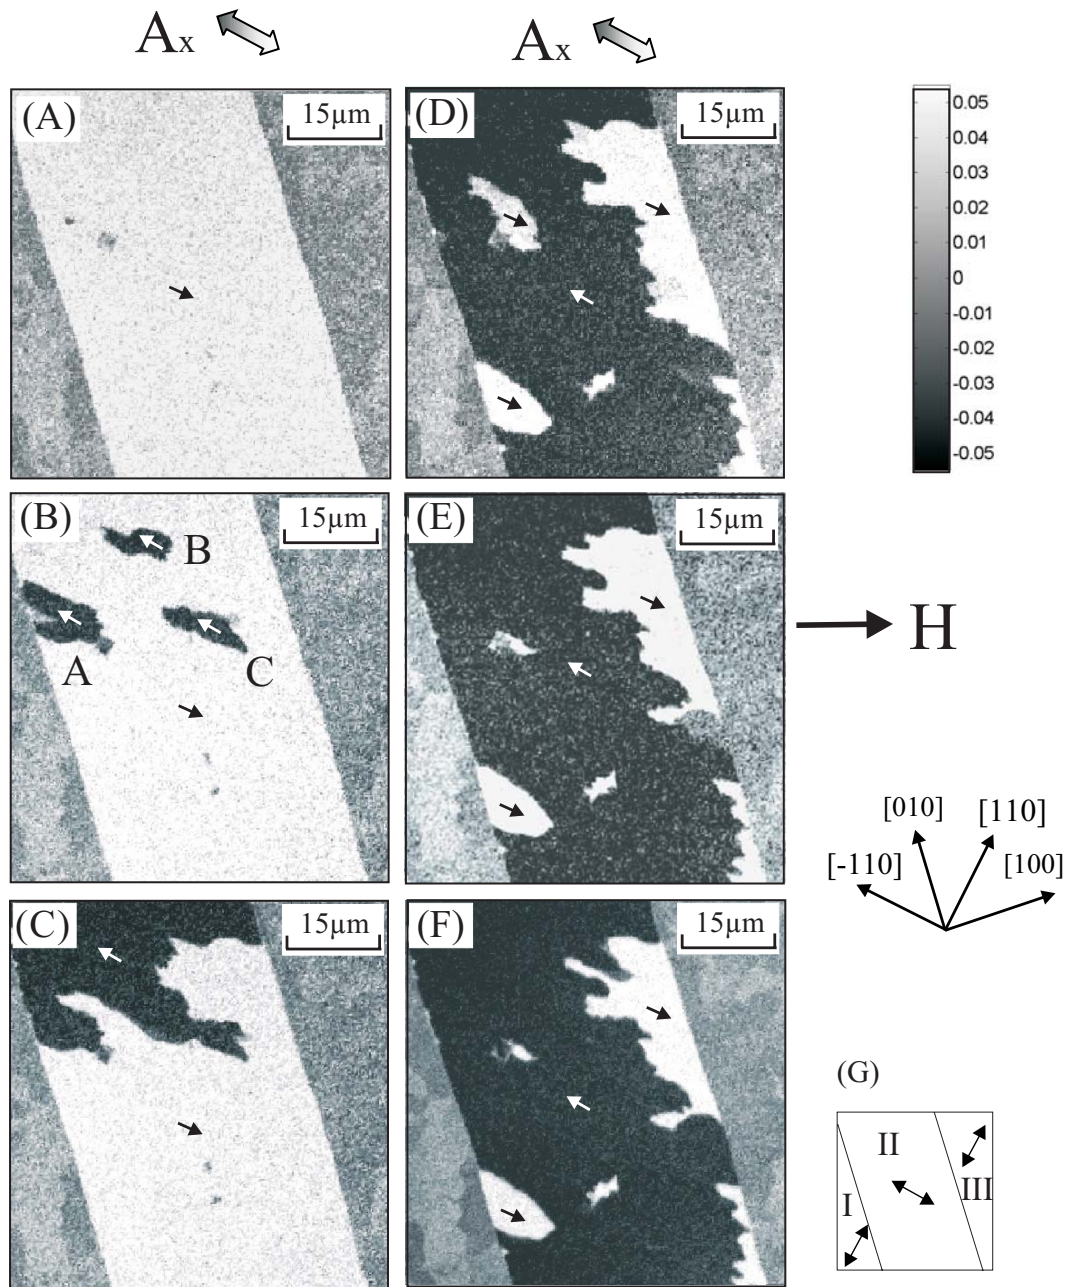 Ax
Ax
(A)
15μm
(D)
15μm
0.05
0.04
0.03
0.02
0.01
0
-0.01
-0.02
-0.03
-0.04
-0.05
(B)
15μm
B
A
C
(E)
15μm
H
[010]
[110]
[-110]
[100]
(C)
15μm
(F)
15μm
(G)
II
III
I